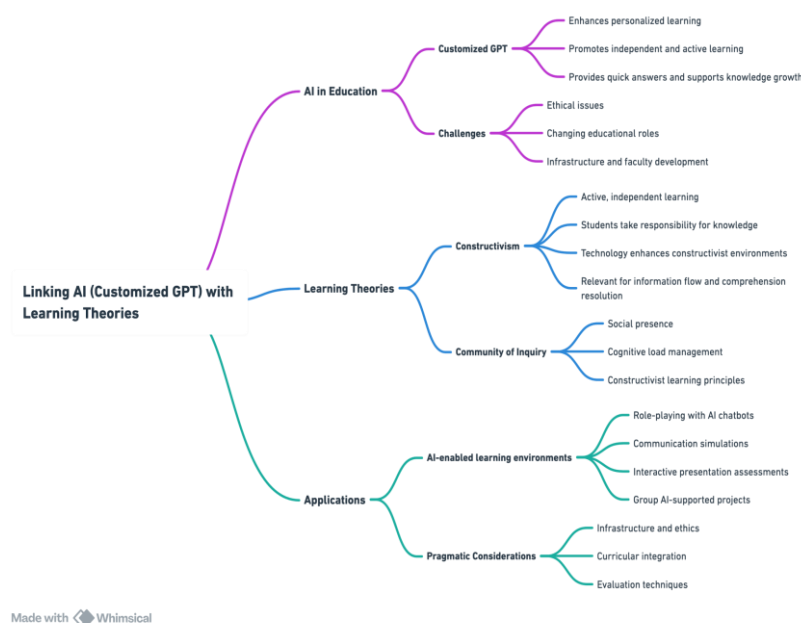 Linking AI (Customized GPT) with
Learning Theories
AI in Education
Customized GPT
Enhances personalized learning
Promotes independent and active learning
Provides quick answers and supports knowledge growth
Challenges
Ethical issues
Changing educational roles
Infrastructure and faculty development
Learning Theories
Constructivism
Active, independent learning
Students take responsibility for knowledge
Technology enhances constructivist environments
Relevant for information flow and comprehension
resolution
Community of Inquiry
Social presence
Cognitive load management
Constructivist learning principles
Applications
AI-enabled learning environments
Role-playing with AI chatbots
Communication simulations
Interactive presentation assessments
Group AI-supported projects
Pragmatic Considerations
Infrastructure and ethics
Curricular integration
Evaluation techniques
Made with Whimsical